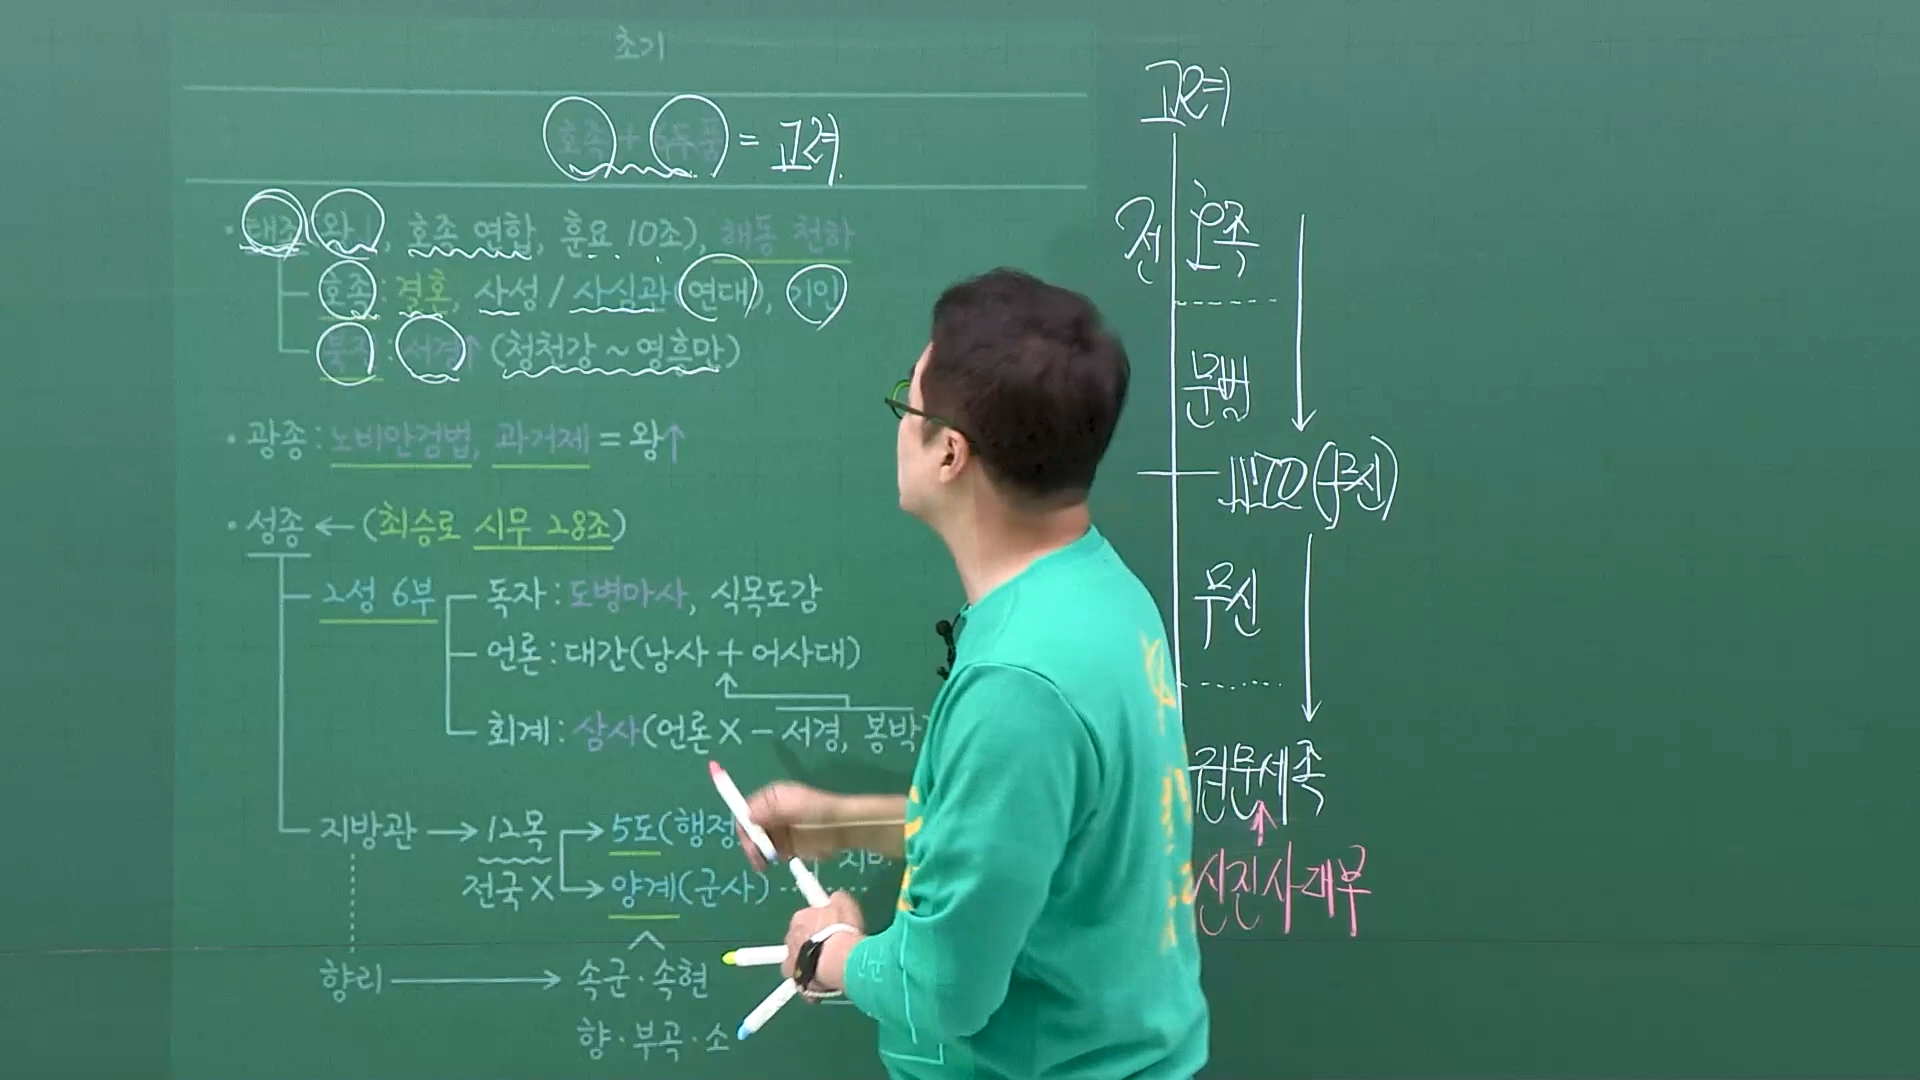 초기
호족 + 6두품 = 고려
· 태조(왕건, 호족 연합, 훈요 10조), 해동 천하
호족 : 결혼, 사성 / 사심관(연대), 기인
북진 : 서경↑ (청천강 ~ 영흥만)
· 광종 : 노비안검법, 과거제 = 왕↑
· 성종 ← (최승로 시무 28조)
2성 6부
독자 : 도병마사, 식목도감
언론 : 대간(낭사 + 어사대)
회계 : 삼사(언론 X - 서경, 봉박
지방관 → 12목 → 5도(행정
전국 X → 양계(군사)
향리 → 속군 · 속현
향 · 부곡 · 소
고려
전
호족
문벌
1170(무신)
무신
권문세족
↑
신진사대부